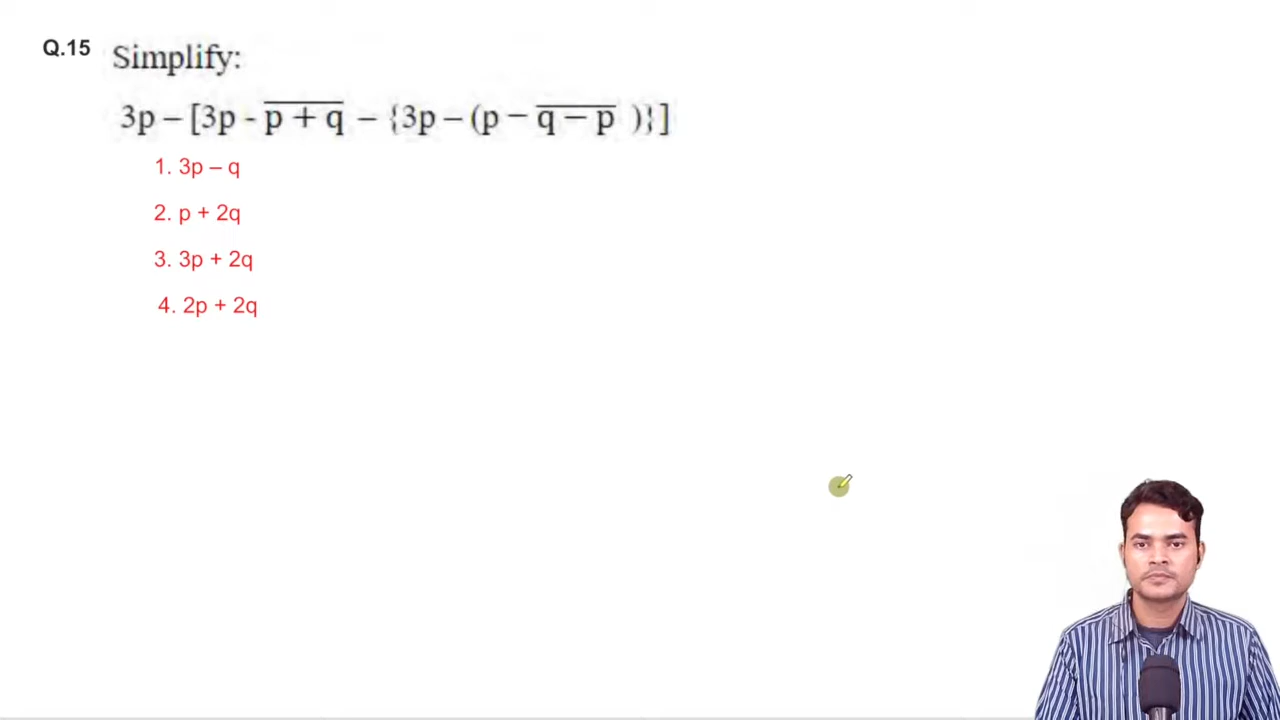 Q.15 Simplify:
3p – [3p - p̅ ̅+̅ ̅q̅ – {3p – (p – q̅ ̅–̅ ̅p̅ )}]
1. 3p – q
2. p + 2q
3. 3p + 2q
4. 2p + 2q